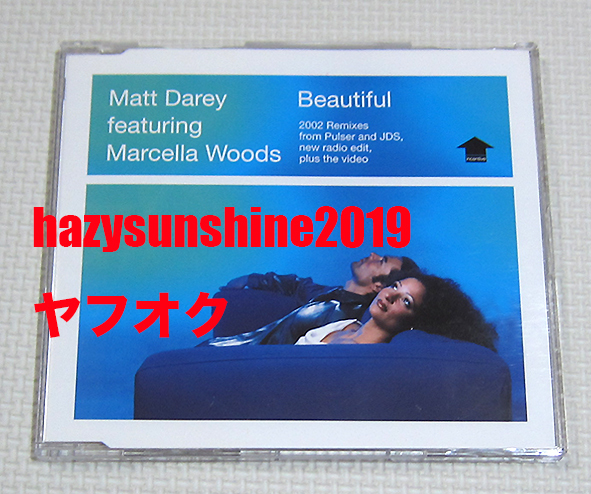 Matt Darey
featuring
Marcella Woods
Beautiful
2002 Remixes
from Pulser and JDS,
new radio edit,
plus the video
incentive
hazysunshine2019
ヤフオク